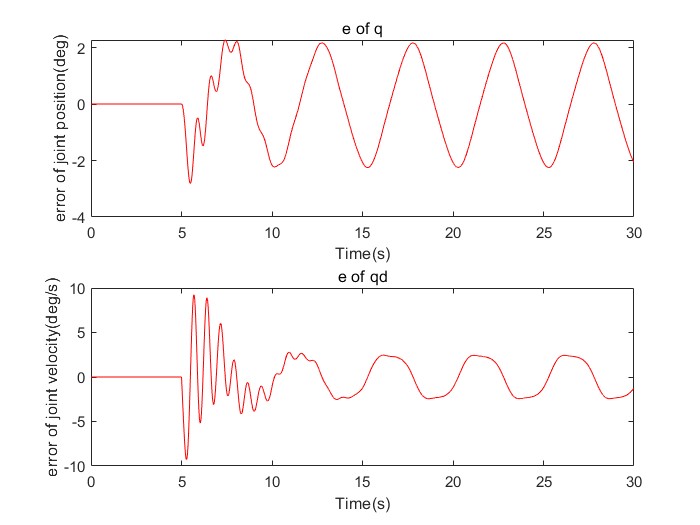 e of q
error of joint position(deg)
2
0
-2
-4
0 5 10 15 20 25 30
Time(s)
e of qd
error of joint velocity(deg/s)
10
5
0
-5
-10
0 5 10 15 20 25 30
Time(s)